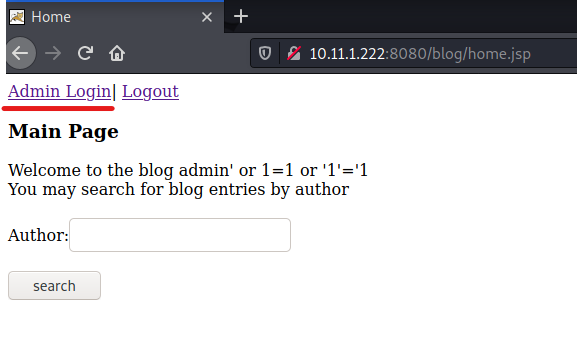 Home
10.11.1.222:8080/blog/home.jsp
Admin Login| Logout
Main Page
Welcome to the blog admin' or 1=1 or '1'='1
You may search for blog entries by author
Author:
search